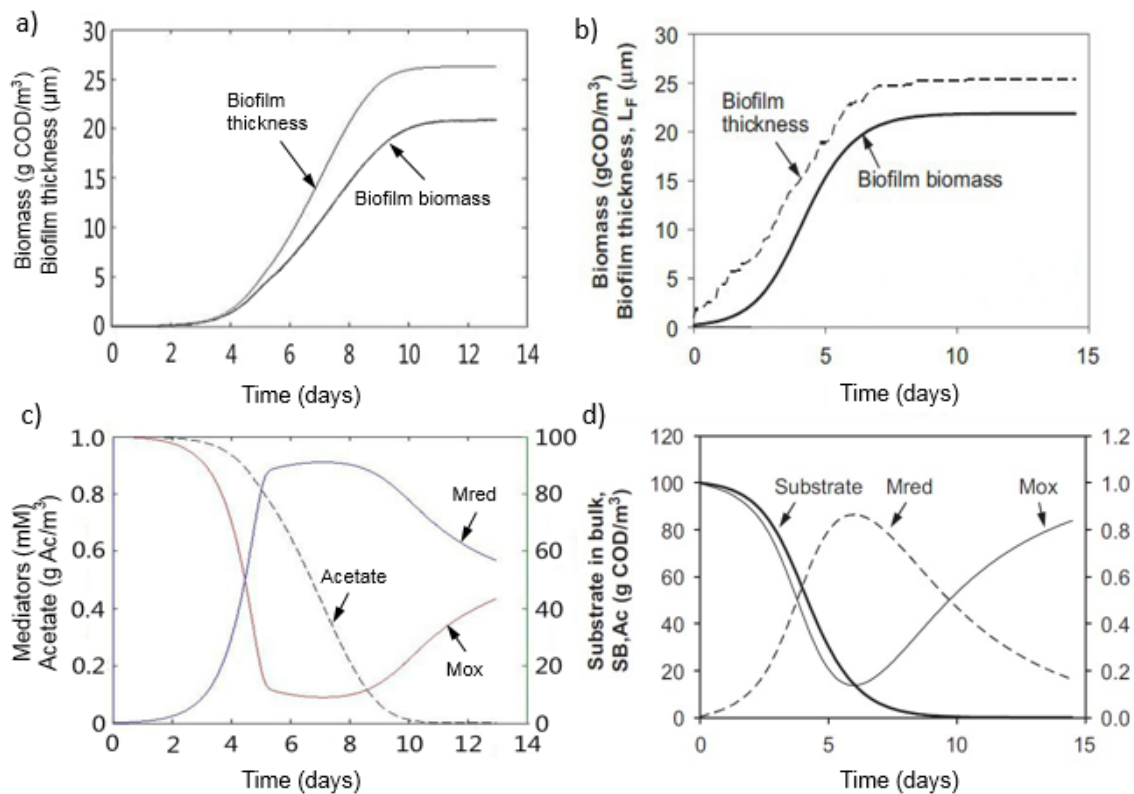 a)
Biomass (g COD/m³)
Biofilm thickness (µm)
30
25
20
15
10
5
0
Biofilm
thickness
Biofilm biomass
0 2 4 6 8 10 12 14
Time (days)
b)
Biomass (gCOD/m³)
Biofilm thickness, L_F (µm)
30
25
20
15
10
5
0
Biofilm
thickness
Biofilm biomass
0 5 10 15
Time (days)
c)
Mediators (mM)
Acetate (g Ac/m³)
1.0
0.8
0.6
0.4
0.2
0
Mred
Acetate
Mox
100
80
60
40
20
0
0 2 4 6 8 10 12 14
Time (days)
d)
Substrate in bulk,
SB,Ac (g COD/m³)
120
100
80
60
40
20
0
Substrate Mred Mox
1.2
1.0
0.8
0.6
0.4
0.2
0.0
0 5 10 15
Time (days)